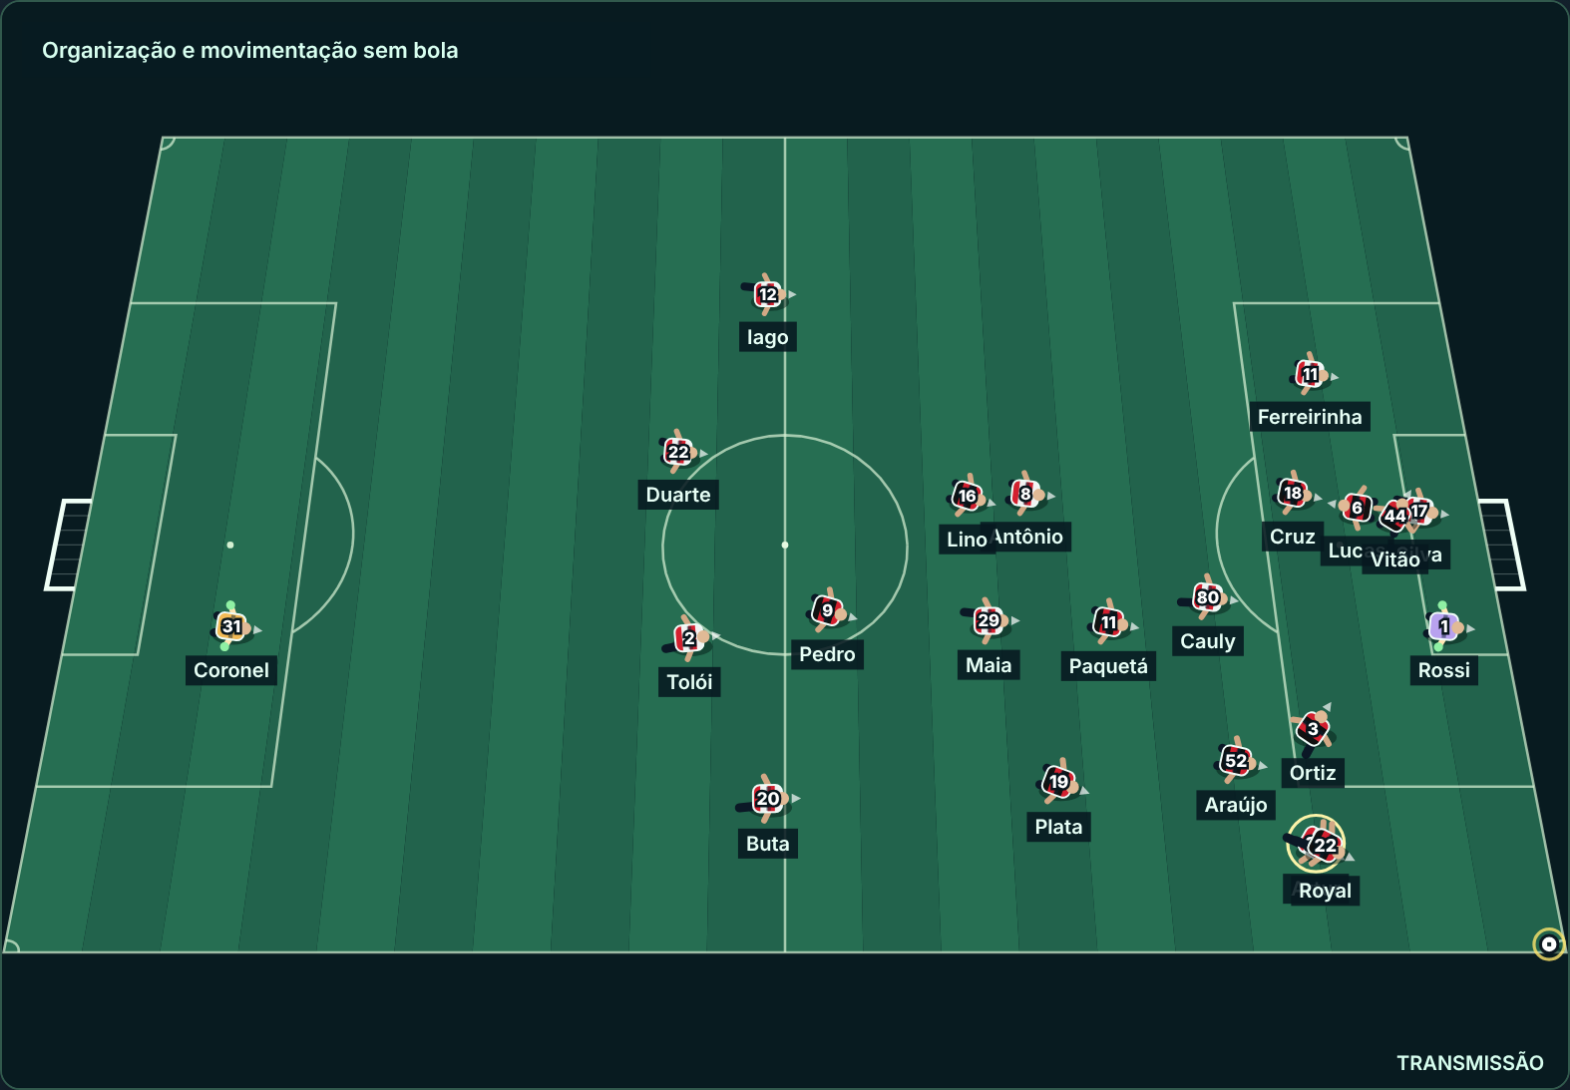 Organização e movimentação sem bola
12
Iago
11
Ferreirinha
22
Duarte
16
Lino
8
Antônio
18
Cruz
6
44
17
Vitão
31
Coronel
2
Tolói
9
Pedro
29
Maia
11
Paquetá
80
Cauly
1
Rossi
3
Ortiz
52
Araújo
19
Plata
20
Buta
22
Royal
TRANSMISSÃO